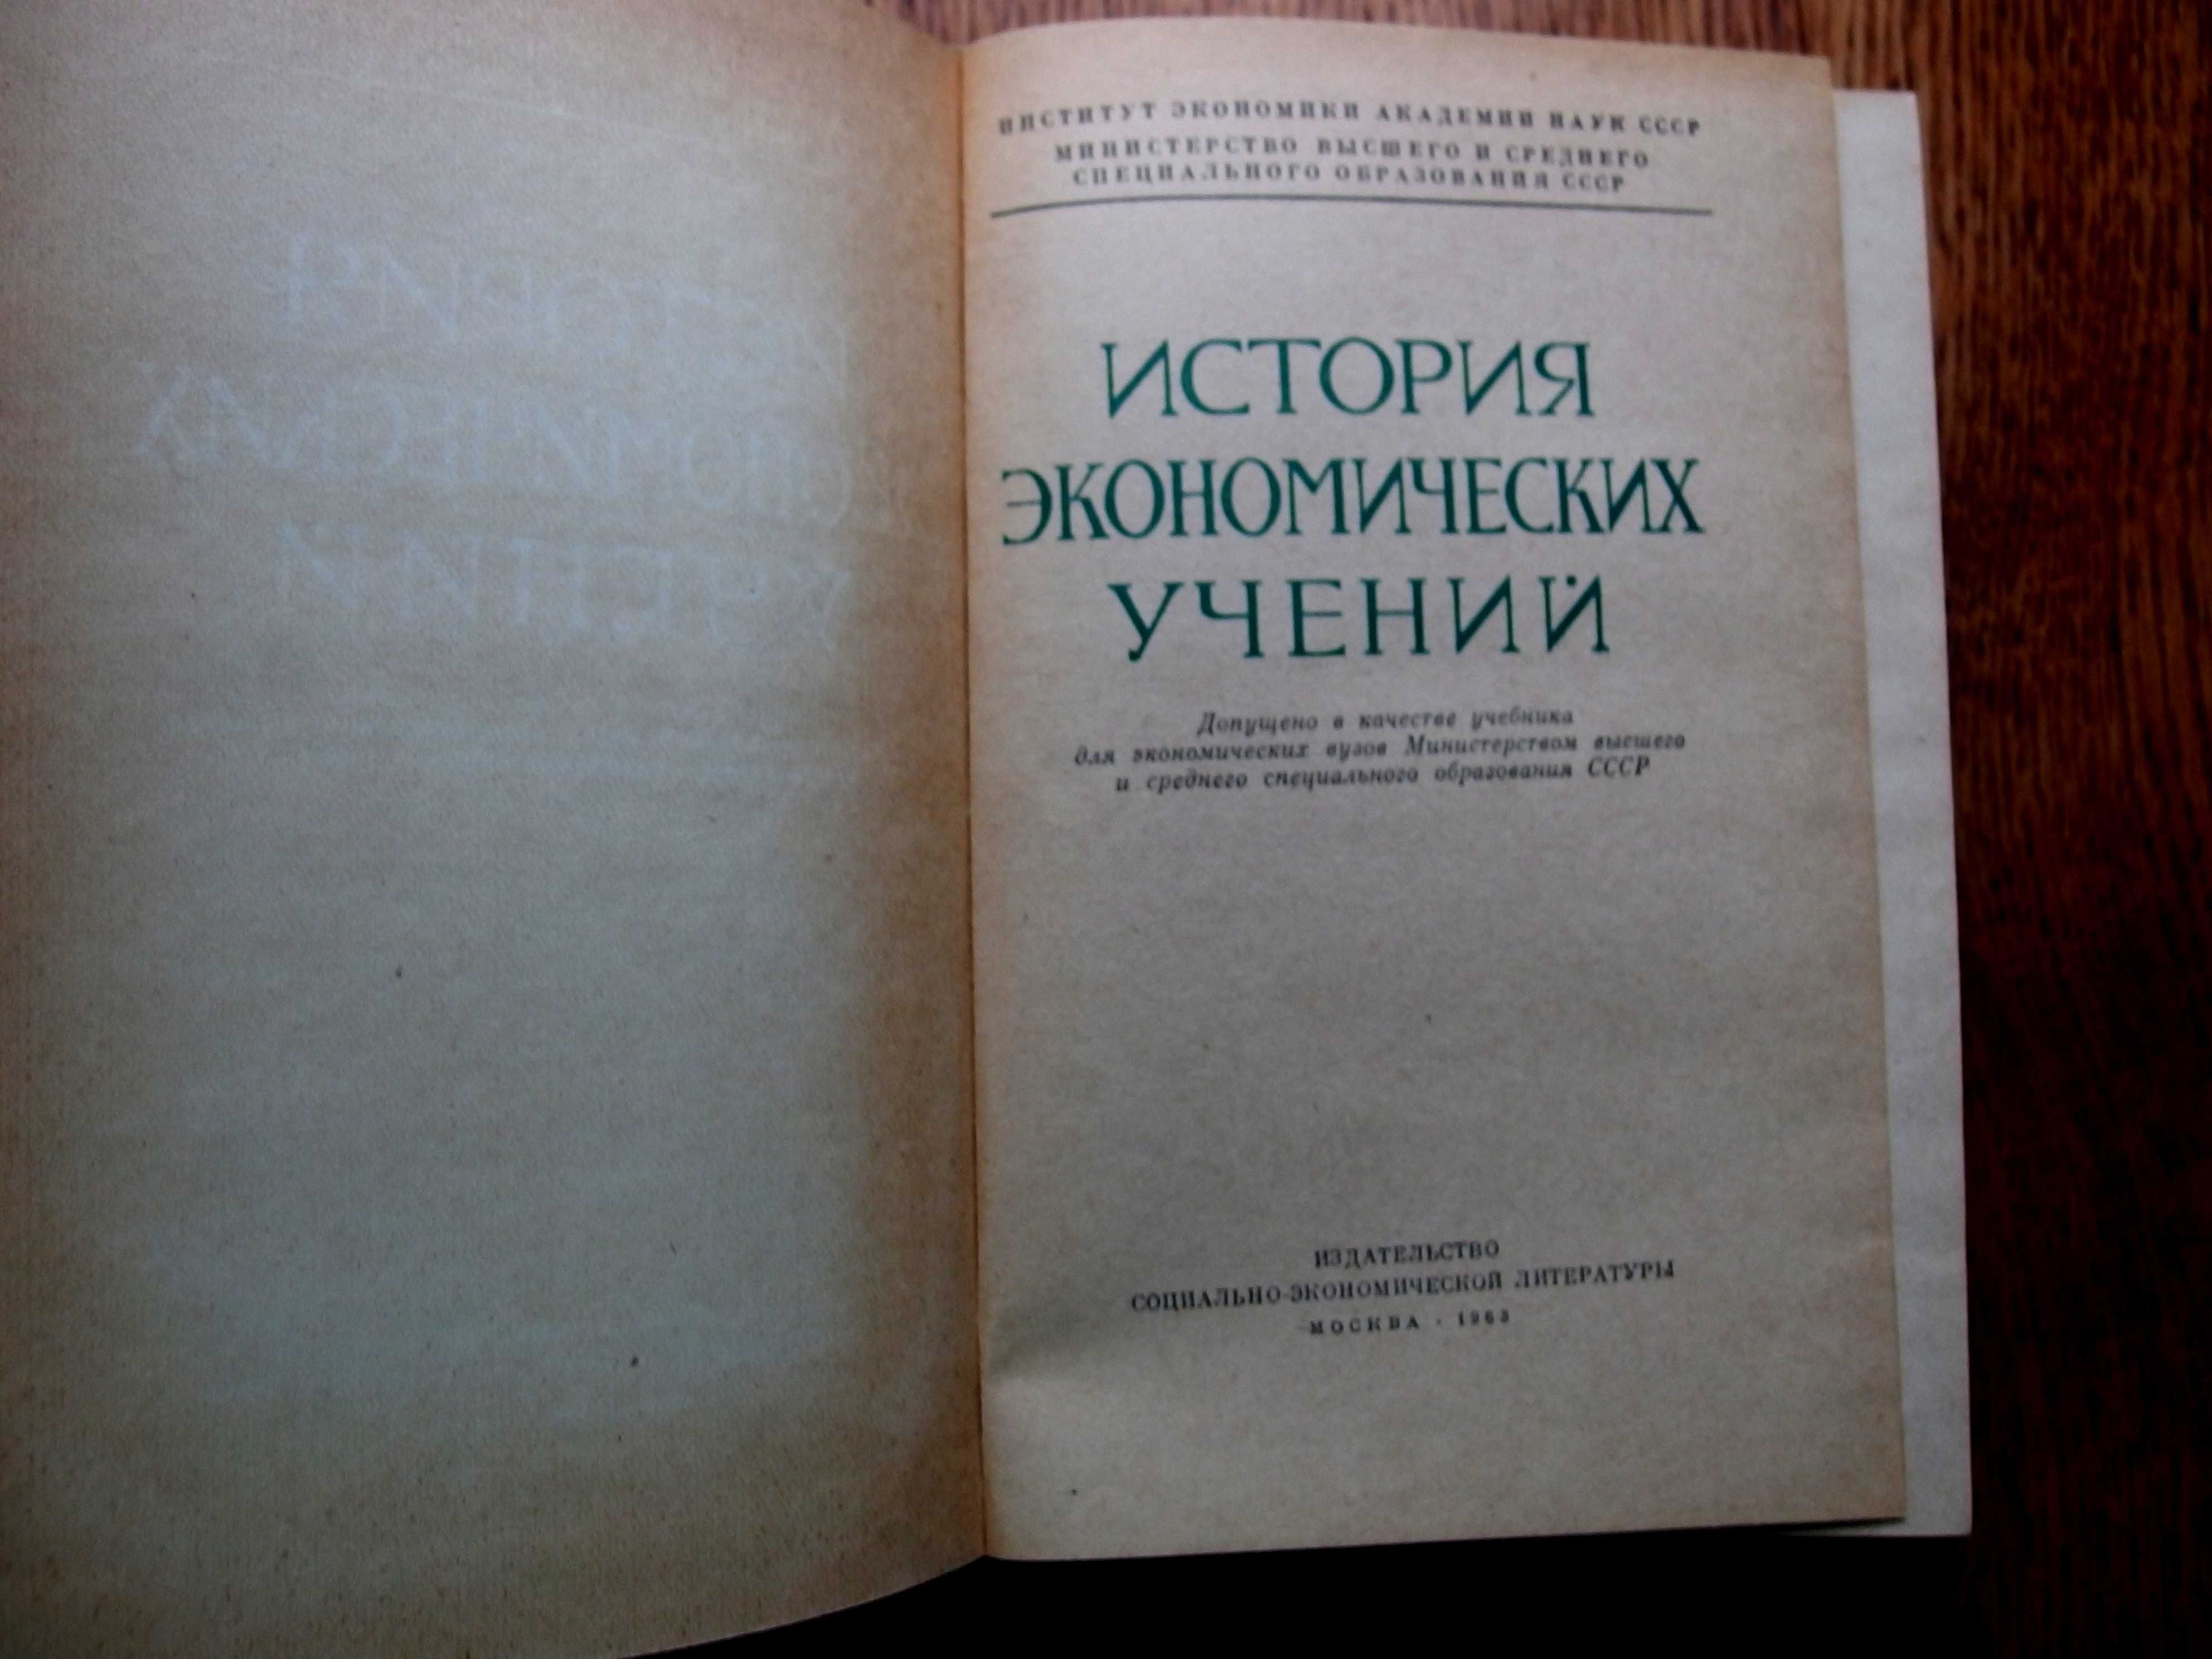 ИНСТИТУТ ЭКОНОМИКИ АКАДЕМИИ НАУК СССР
МИНИСТЕРСТВО ВЫСШЕГО И СРЕДНЕГО
СПЕЦИАЛЬНОГО ОБРАЗОВАНИЯ СССР
ИСТОРИЯ
ЭКОНОМИЧЕСКИХ
УЧЕНИЙ
Допущено в качестве учебника
для экономических вузов Министерством высшего
и среднего специального образования СССР
ИЗДАТЕЛЬСТВО
СОЦИАЛЬНО-ЭКОНОМИЧЕСКОЙ ЛИТЕРАТУРЫ
МОСКВА · 1963